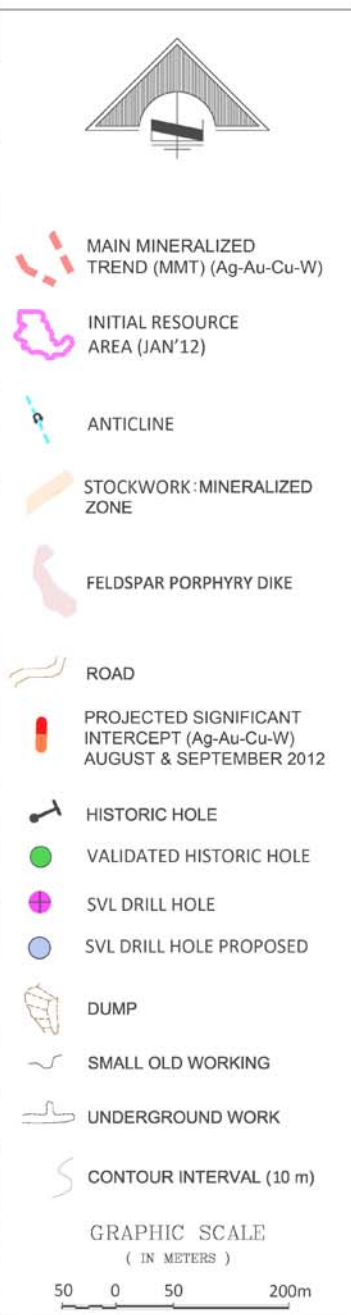 MAIN MINERALIZED
TREND (MMT) (Ag-Au-Cu-W)
INITIAL RESOURCE
AREA (JAN'12)
ANTICLINE
STOCKWORK:MINERALIZED
ZONE
FELDSPAR PORPHYRY DIKE
ROAD
PROJECTED SIGNIFICANT
INTERCEPT (Ag-Au-Cu-W)
AUGUST & SEPTEMBER 2012
HISTORIC HOLE
VALIDATED HISTORIC HOLE
SVL DRILL HOLE
SVL DRILL HOLE PROPOSED
DUMP
SMALL OLD WORKING
UNDERGROUND WORK
CONTOUR INTERVAL (10 m)
GRAPHIC SCALE
( IN METERS )
50 0 50 200m